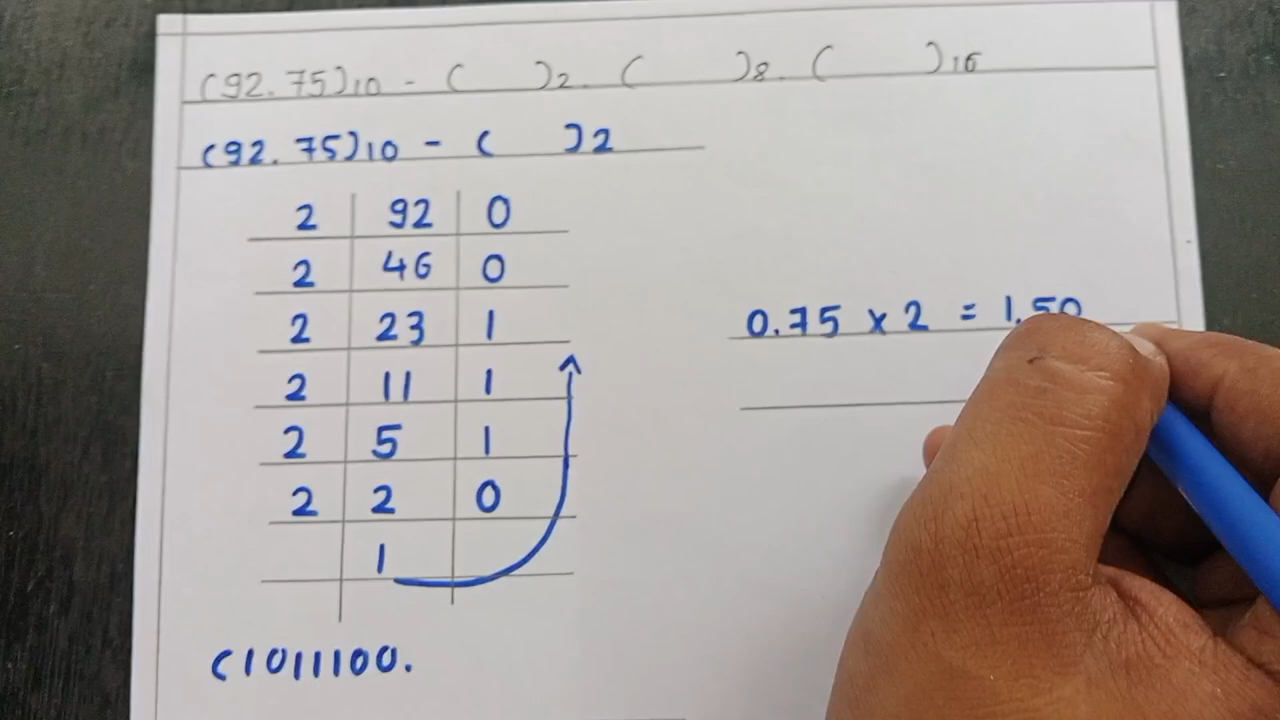 (92.75)10 - (     )2. (     )8. (     )16
(92.75)10 - (     )2
2 92 0
2 46 0
2 23 1
2 11 1
2 5 1
2 2 0
1
(1011100.
0.75 x 2 = 1.50